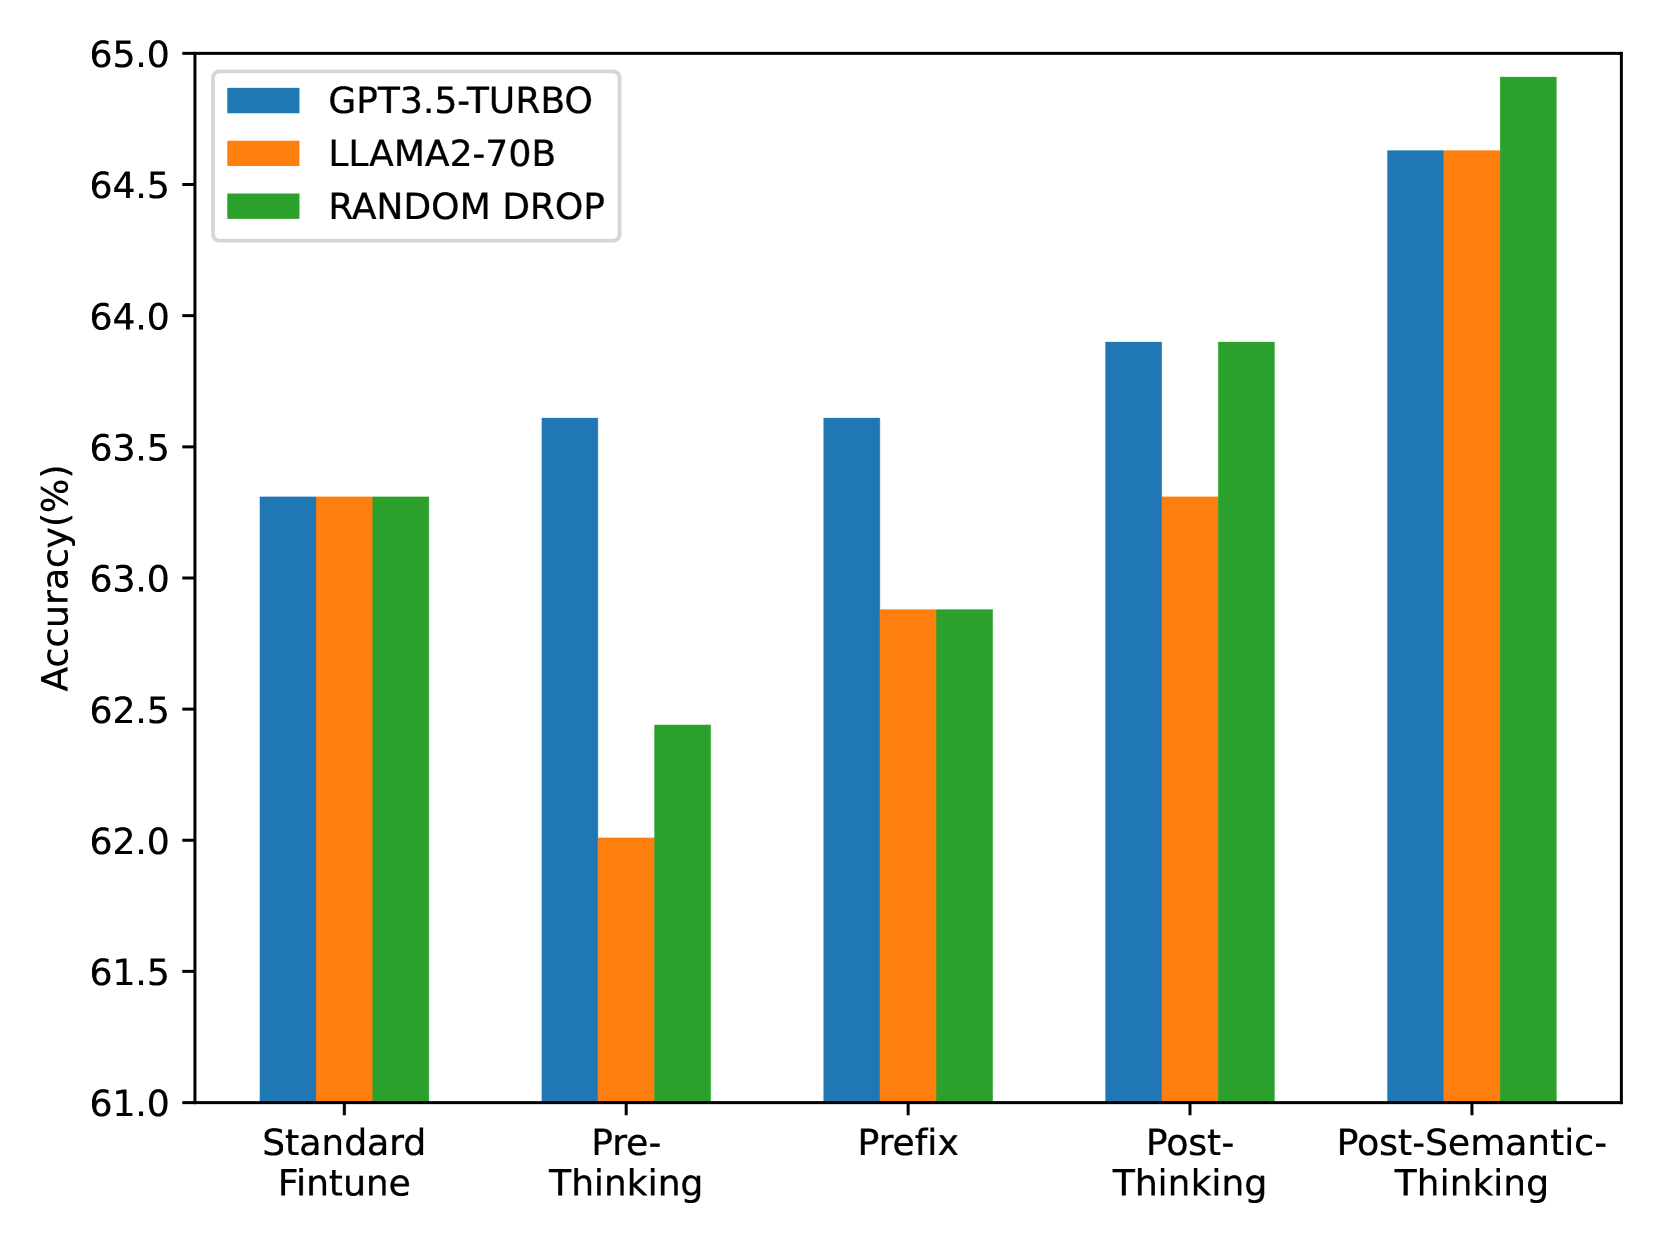 65.0
64.5
64.0
63.5
63.0
62.5
62.0
61.5
61.0
Accuracy(%)
GPT3.5-TURBO
LLAMA2-70B
RANDOM DROP
Standard
Fintune
Pre-
Thinking
Prefix
Post-
Thinking
Post-Semantic-
Thinking